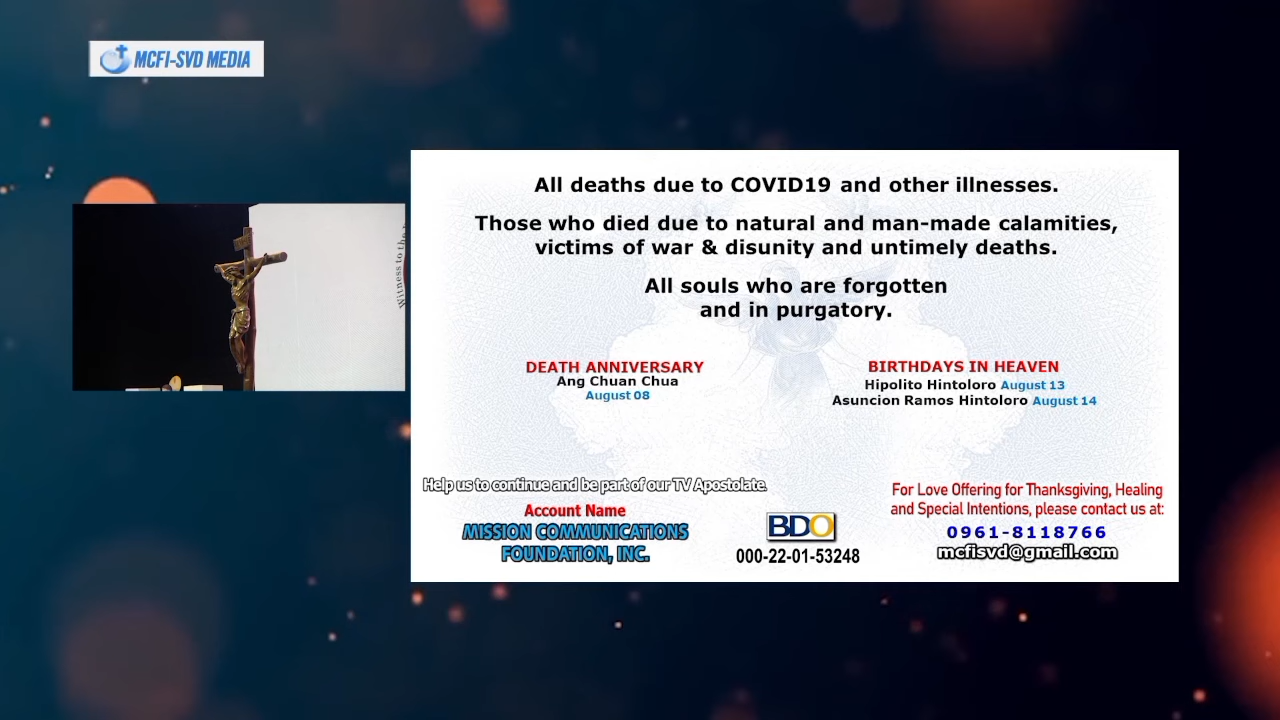 MCFI-SVD MEDIA
Witness to the
All deaths due to COVID19 and other illnesses.
Those who died due to natural and man-made calamities,
victims of war & disunity and untimely deaths.
All souls who are forgotten
and in purgatory.
DEATH ANNIVERSARY
Ang Chuan Chua
August 08
BIRTHDAYS IN HEAVEN
Hipolito Hintoloro August 13
Asuncion Ramos Hintoloro August 14
Help us to continue and be part of our TV Apostolate.
Account Name
MISSION COMMUNICATIONS
FOUNDATION, INC.
BDO
000-22-01-53248
For Love Offering for Thanksgiving, Healing
and Special Intentions, please contact us at:
0961-8118766
mcfisvd@gmail.com